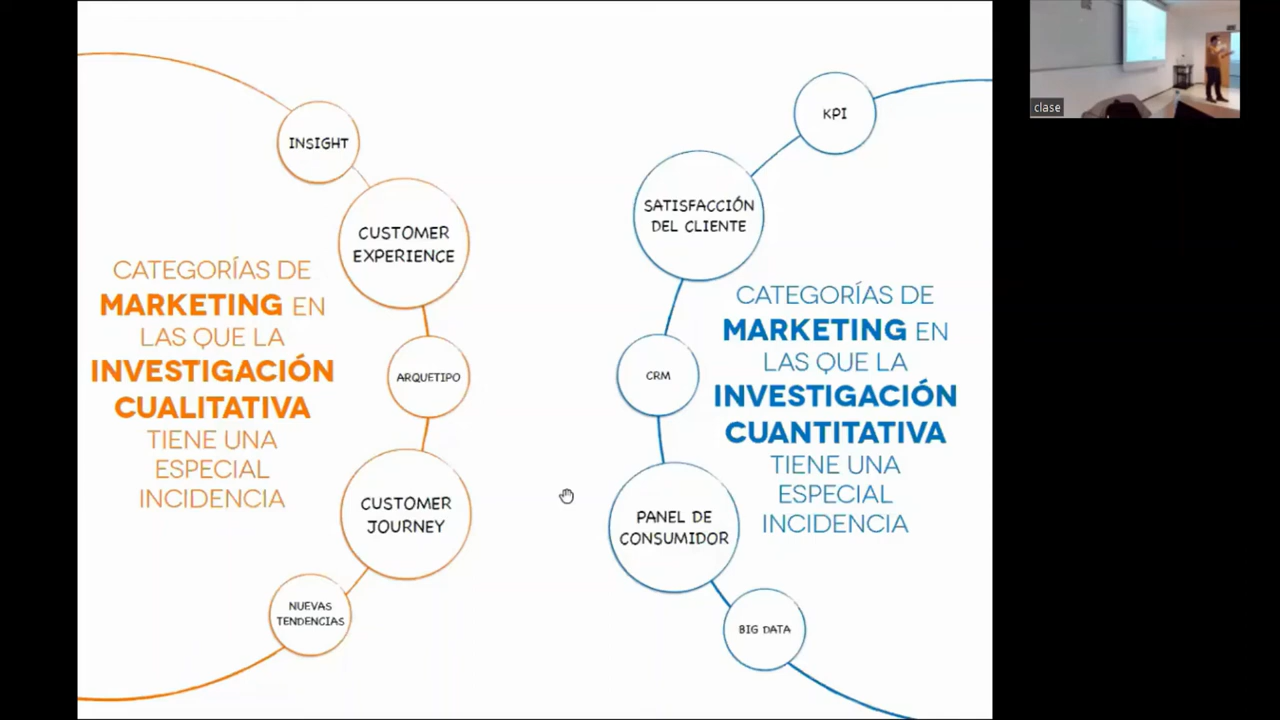 INSIGHT
CUSTOMER
EXPERIENCE
CATEGORÍAS DE
MARKETING EN
LAS QUE LA
INVESTIGACIÓN
CUALITATIVA
TIENE UNA
ESPECIAL
INCIDENCIA
ARQUETIPO
CUSTOMER
JOURNEY
NUEVAS
TENDENCIAS
KPI
SATISFACCIÓN
DEL CLIENTE
CATEGORÍAS DE
MARKETING EN
LAS QUE LA
INVESTIGACIÓN
CUANTITATIVA
TIENE UNA
ESPECIAL
INCIDENCIA
CRM
PANEL DE
CONSUMIDOR
BIG DATA
clase